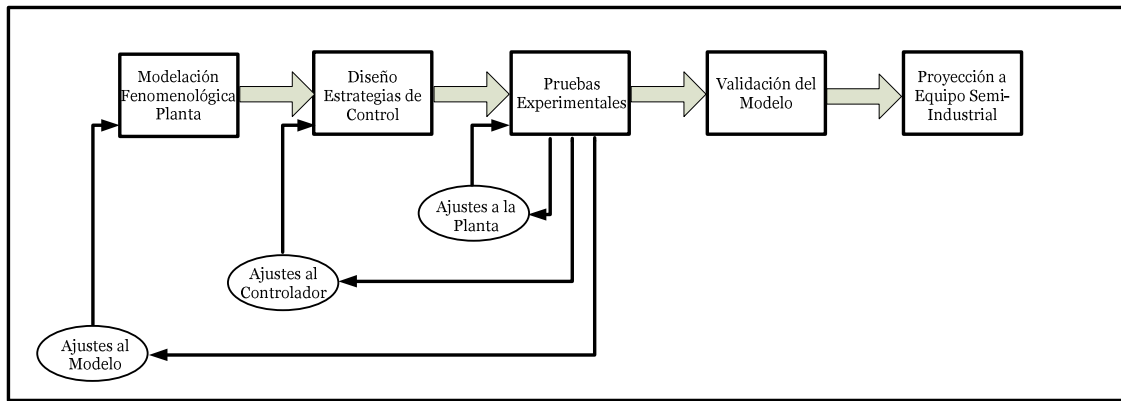 Modelación
Fenomenológica
Planta
Diseño
Estrategias de
Control
Pruebas
Experimentales
Validación del
Modelo
Proyección a
Equipo Semi-
Industrial
Ajustes a la
Planta
Ajustes al
Controlador
Ajustes al
Modelo